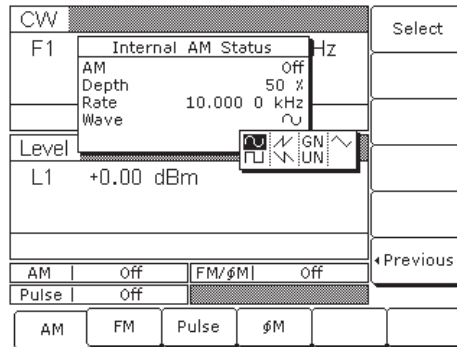 CW
Select
F1 Hz
Internal AM Status
AM Off
Depth 50 %
Rate 10.000 0 kHz
Wave
GN
UN
Level
L1 +0.00 dBm
Previous
AM Off FM/ϕM Off
Pulse Off
AM FM Pulse ϕM